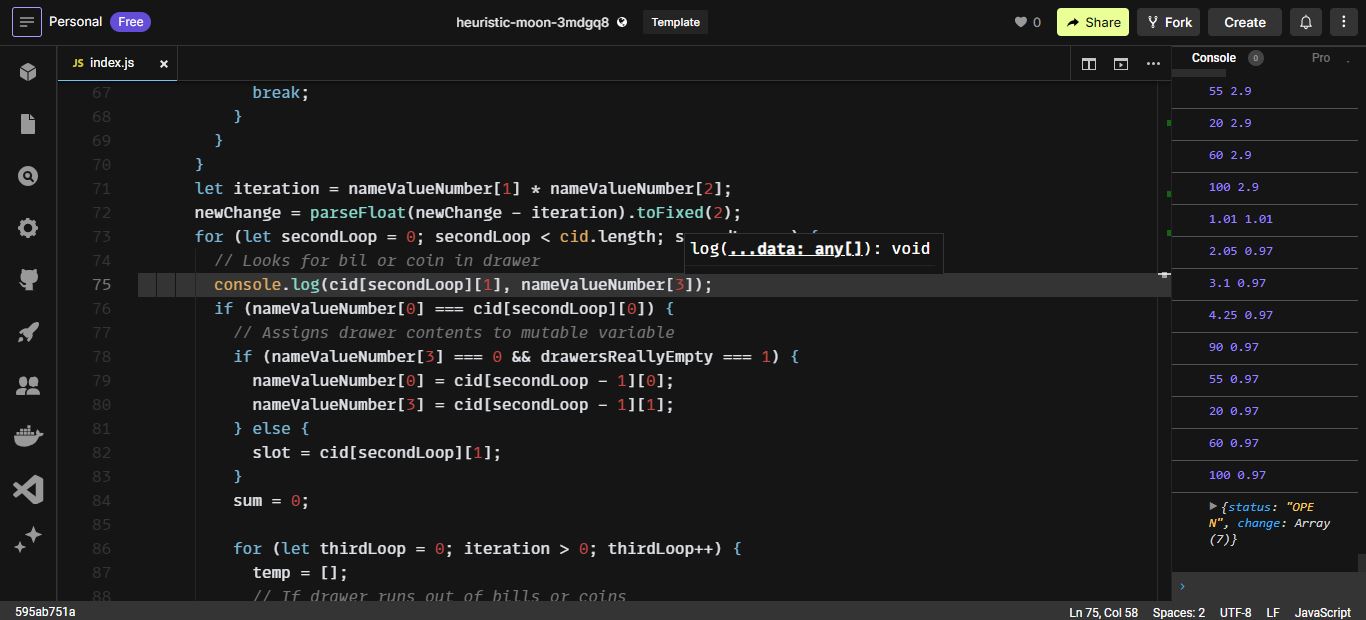 Personal Free
heuristic-moon-3mdgq8 Template
0 Share Fork Create
JS index.js ×
67 break;
68 }
69 }
70 }
71 let iteration = nameValueNumber[1] * nameValueNumber[2];
72 newChange = parseFloat(newChange - iteration).toFixed(2);
73 for (let secondLoop = 0; secondLoop < cid.length; s
log(...data: any[]): void
74 // Looks for bil or coin in drawer
75 console.log(cid[secondLoop][1], nameValueNumber[3]);
76 if (nameValueNumber[0] === cid[secondLoop][0]) {
77 // Assigns drawer contents to mutable variable
78 if (nameValueNumber[3] === 0 && drawersReallyEmpty === 1) {
79 nameValueNumber[0] = cid[secondLoop - 1][0];
80 nameValueNumber[3] = cid[secondLoop - 1][1];
81 } else {
82 slot = cid[secondLoop][1];
83 }
84 sum = 0;
85
86 for (let thirdLoop = 0; iteration > 0; thirdLoop++) {
87 temp = [];
88 // If drawer runs out of bills or coins
Console 0 Pro
55 2.9
20 2.9
60 2.9
100 2.9
1.01 1.01
2.05 0.97
3.1 0.97
4.25 0.97
90 0.97
55 0.97
20 0.97
60 0.97
100 0.97
{status: "OPE
N", change: Array
(7)}
›
595ab751a
Ln 75, Col 58 Spaces: 2 UTF-8 LF JavaScript